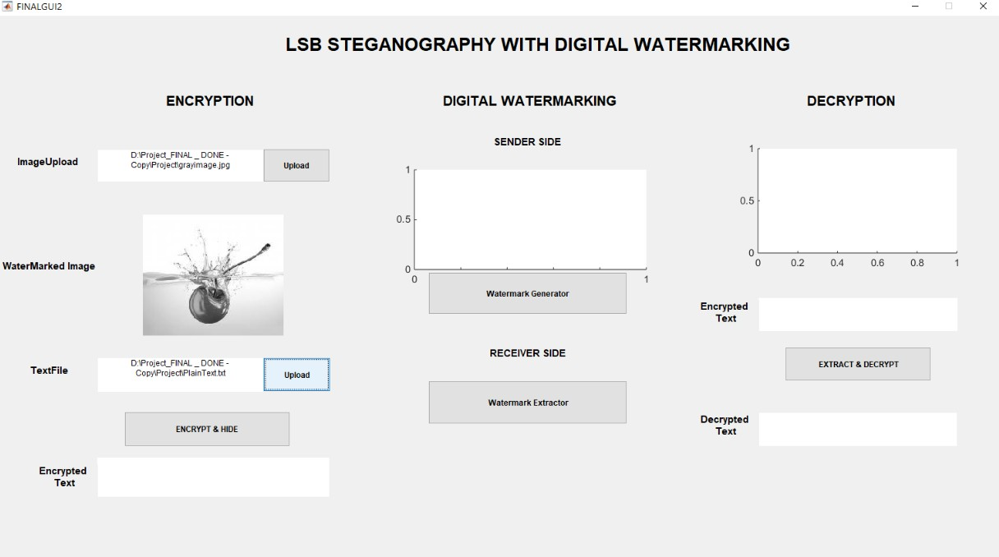 FINALGUI2
LSB STEGANOGRAPHY WITH DIGITAL WATERMARKING
ENCRYPTION
ImageUpload
D:\Project_FINAL _ DONE -
Copy\Project\grayimage.jpg
Upload
WaterMarked Image
TextFile
D:\Project_FINAL _ DONE -
Copy\Project\PlainText.txt
Upload
ENCRYPT & HIDE
Encrypted
Text
DIGITAL WATERMARKING
SENDER SIDE
1
0.5
0
0
1
Watermark Generator
RECEIVER SIDE
Watermark Extractor
DECRYPTION
1
0.5
0
0 0.2 0.4 0.6 0.8 1
Encrypted
Text
EXTRACT & DECRYPT
Decrypted
Text